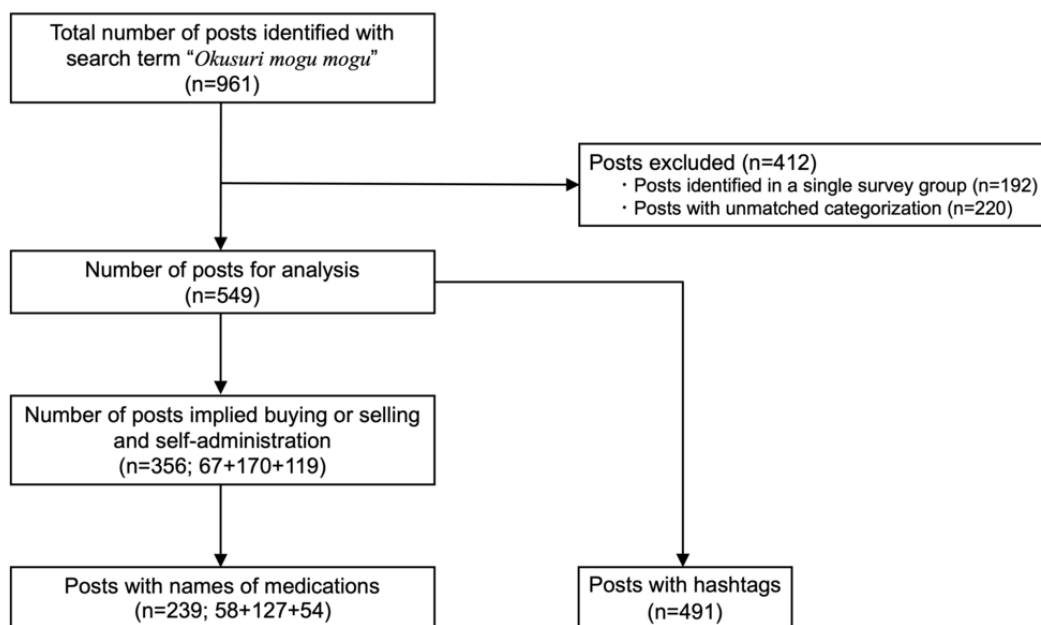 Total number of posts identified with
search term “Okusuri mogu mogu”
(n=961)
Posts excluded (n=412)
・Posts identified in a single survey group (n=192)
・Posts with unmatched categorization (n=220)
Number of posts for analysis
(n=549)
Number of posts implied buying or selling
and self-administration
(n=356; 67+170+119)
Posts with names of medications
(n=239; 58+127+54)
Posts with hashtags
(n=491)